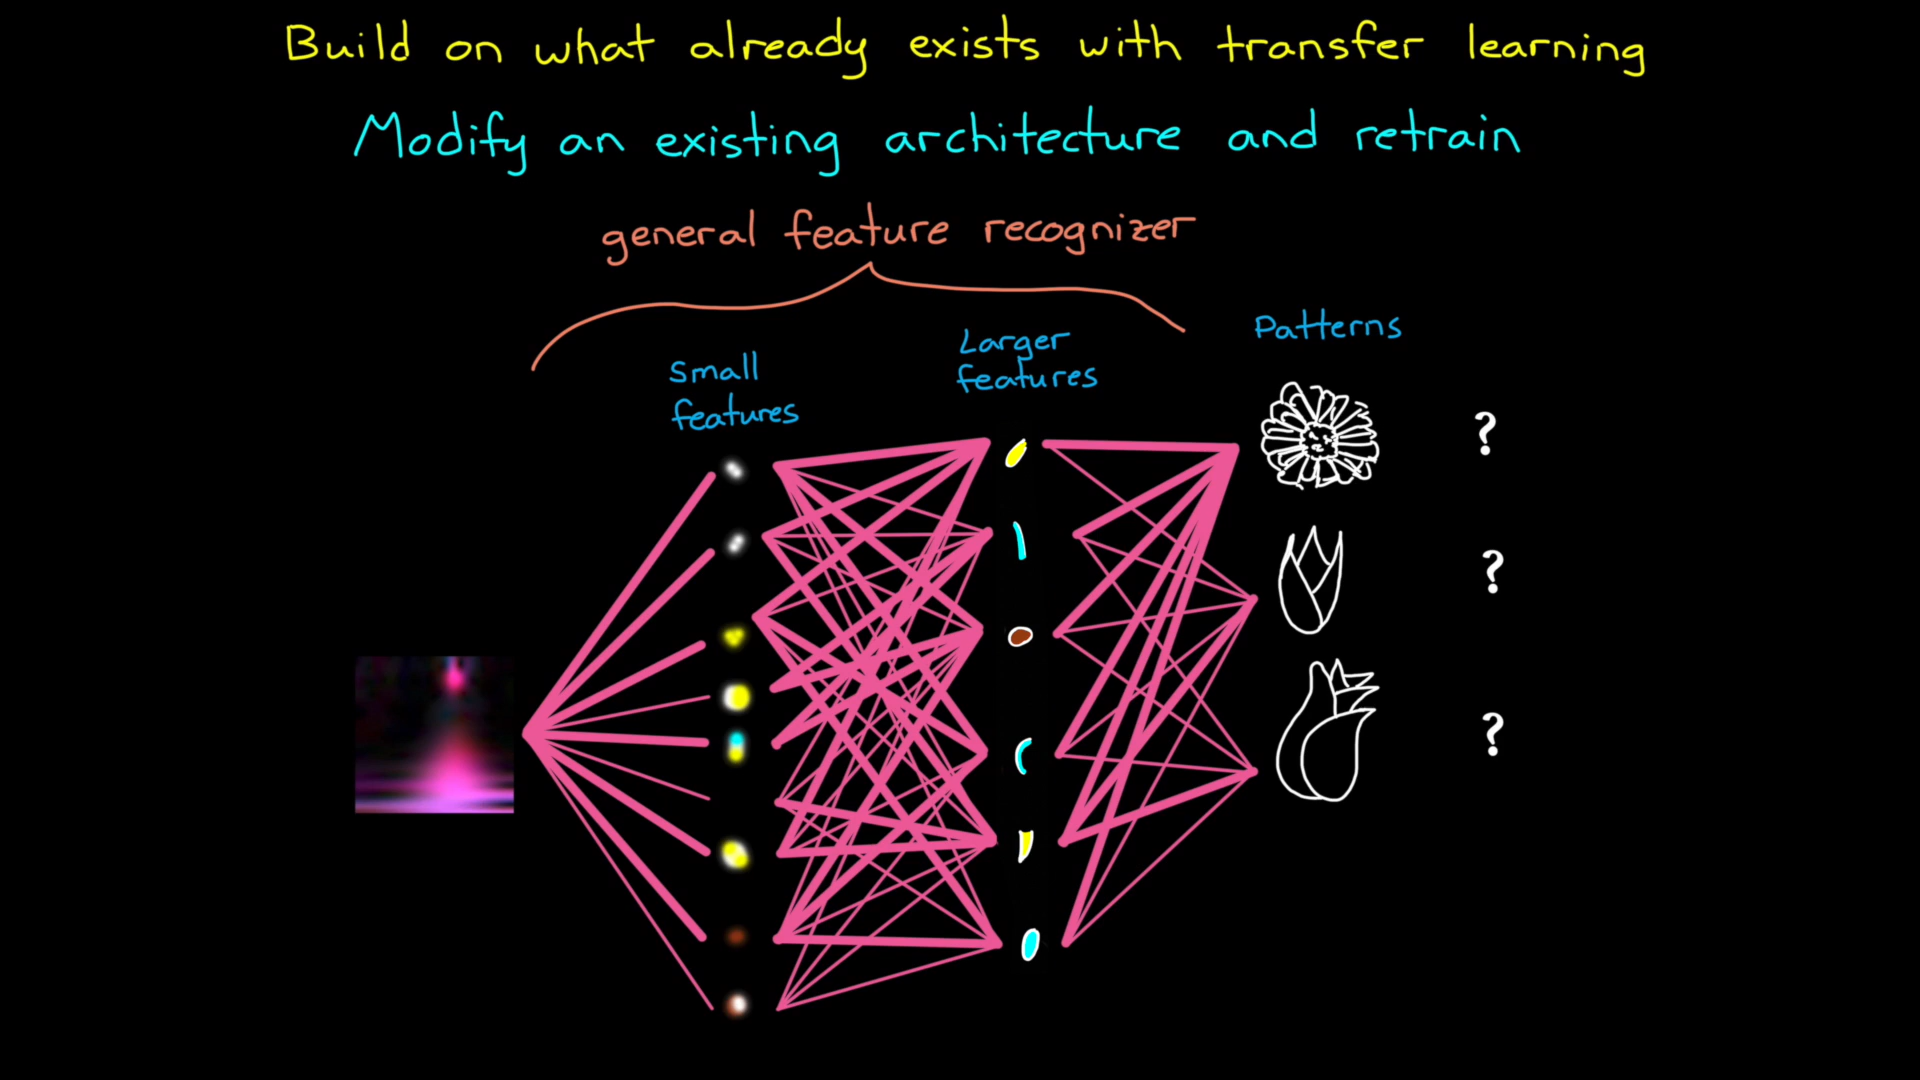 Build on what already exists with transfer learning
Modify an existing architecture and retrain
general feature recognizer
Small
features
Larger
features
Patterns
?
?
?